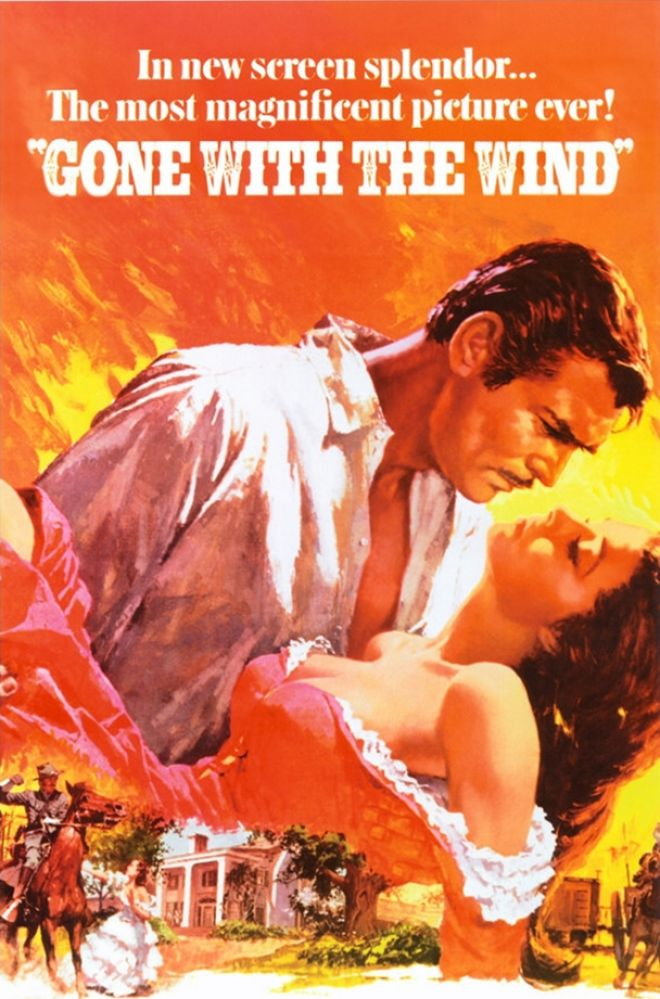 In new screen splendor...
The most magnificent picture ever!
"GONE WITH THE WIND"